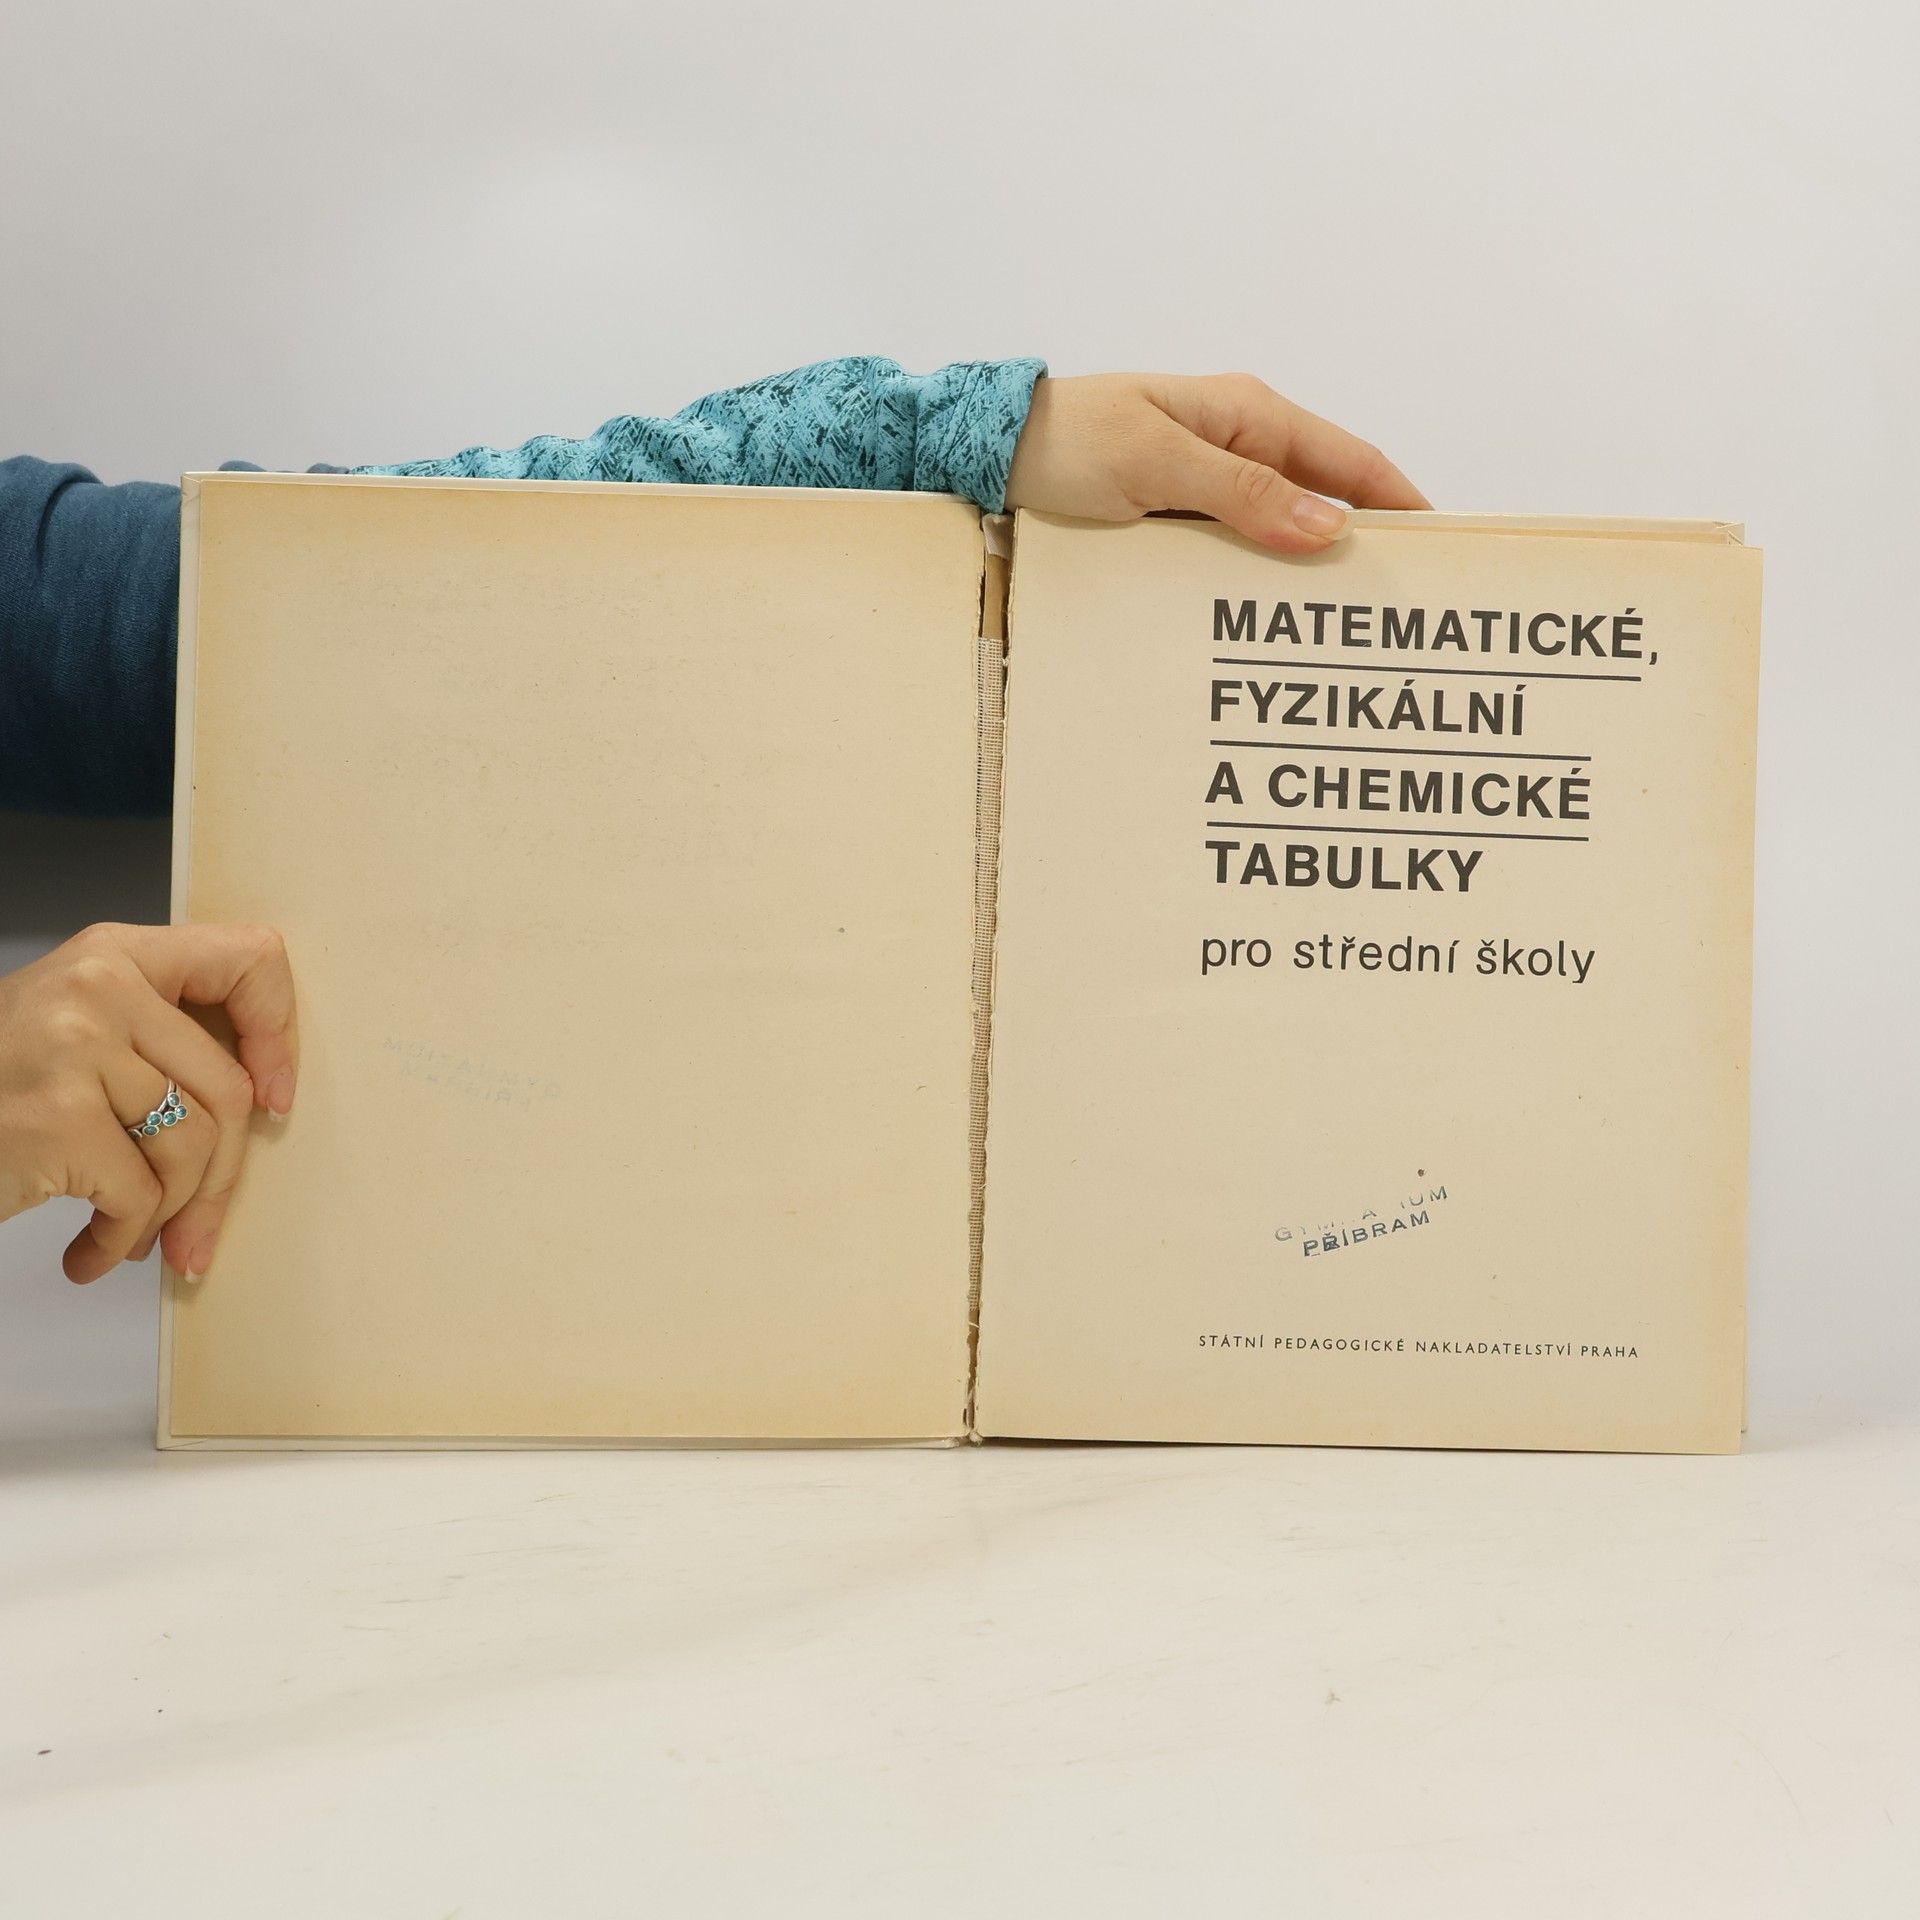 MATEMATICKÉ,
FYZIKÁLNÍ
A CHEMICKÉ
TABULKY
pro střední školy
PŘÍBRAM
STÁTNÍ PEDAGOGICKÉ NAKLADATELSTVÍ PRAHA